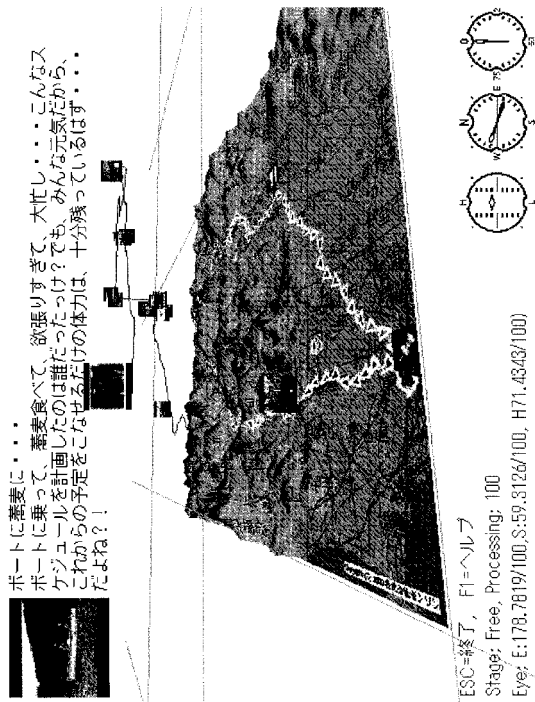 ボートに蕎麦に・・・
ボートに乗って、蕎麦食べて、欲張りすぎて、大忙し・・・こんなス
ケジュールを計画したのは誰だったっけ？でも、みんな元気だから、
これからの予定をこなせるだけの体力は、十分残っているはず・・・
だよね？！
ESC=終了, F1=ヘルプ
Stage: Free, Processing: 100
Eye: E:178.7819/100,S:59.3126/100, H71.4343/100)
H
L
N
E
S
W
0
25
50
75